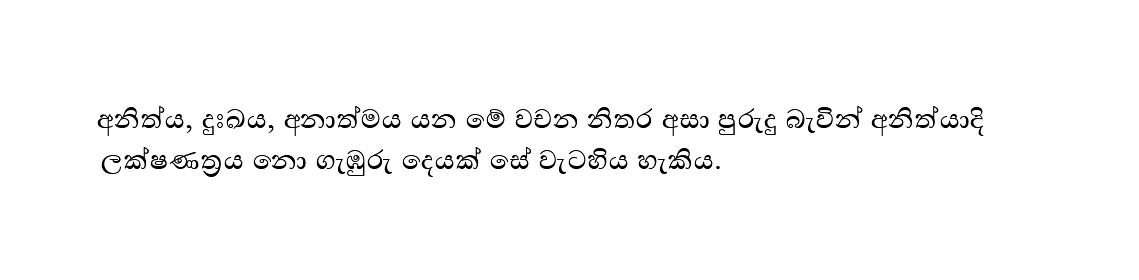 අනිත්ය, දුඃඛය, අනාත්මය යන මේ වචන නිතර අසා පුරුදු බැවින් අනිත්යාදි
ලක්ෂණත්‍රය නො ගැඹුරු දෙයක් සේ වැටහිය හැකිය.